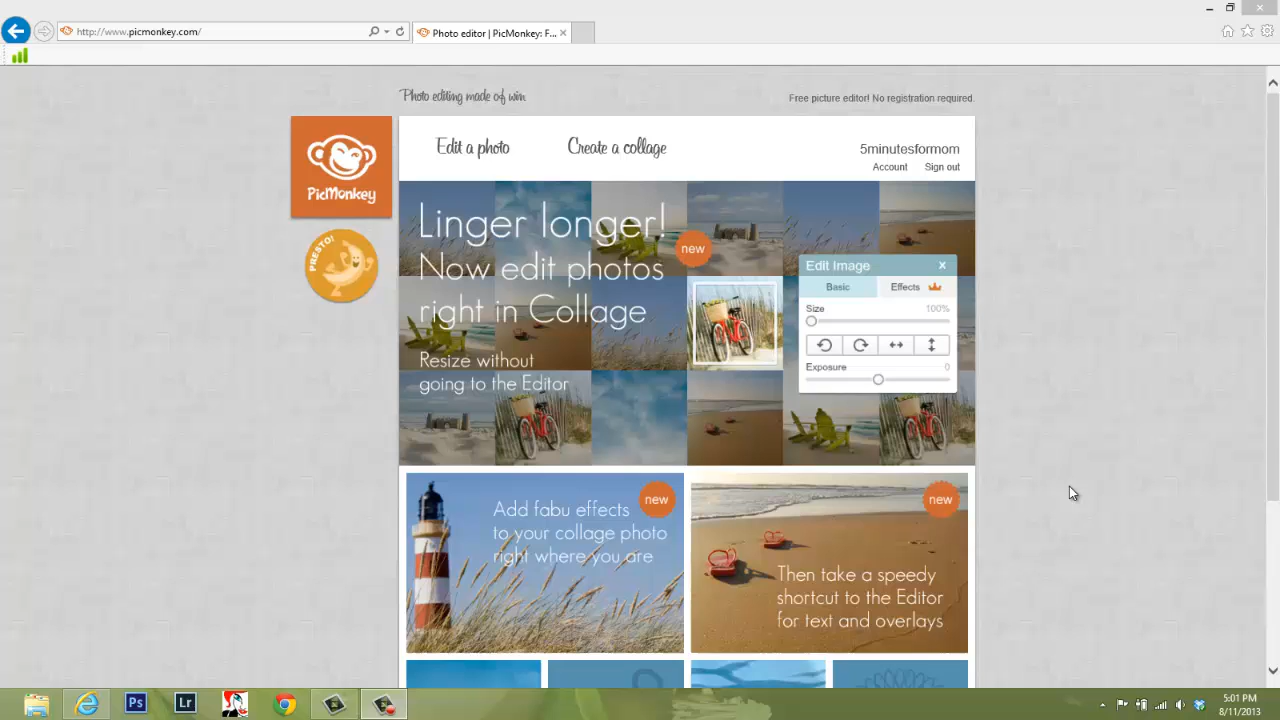 http://www.picmonkey.com/
Photo editor | PicMonkey: F...
Photo editing made of win.
Free picture editor! No registration required.
PicMonkey
Edit a photo
Create a collage
5minutesformom
Account
Sign out
PRESTO!
Linger longer!
Now edit photos
right in Collage
new
Resize without
going to the Editor
Edit Image
x
Basic
Effects
Size
100%
Exposure
0
Add fabu effects
to your collage photo
right where you are
new
Then take a speedy
shortcut to the Editor
for text and overlays
new
Ps
Lr
5:01 PM
8/11/2013